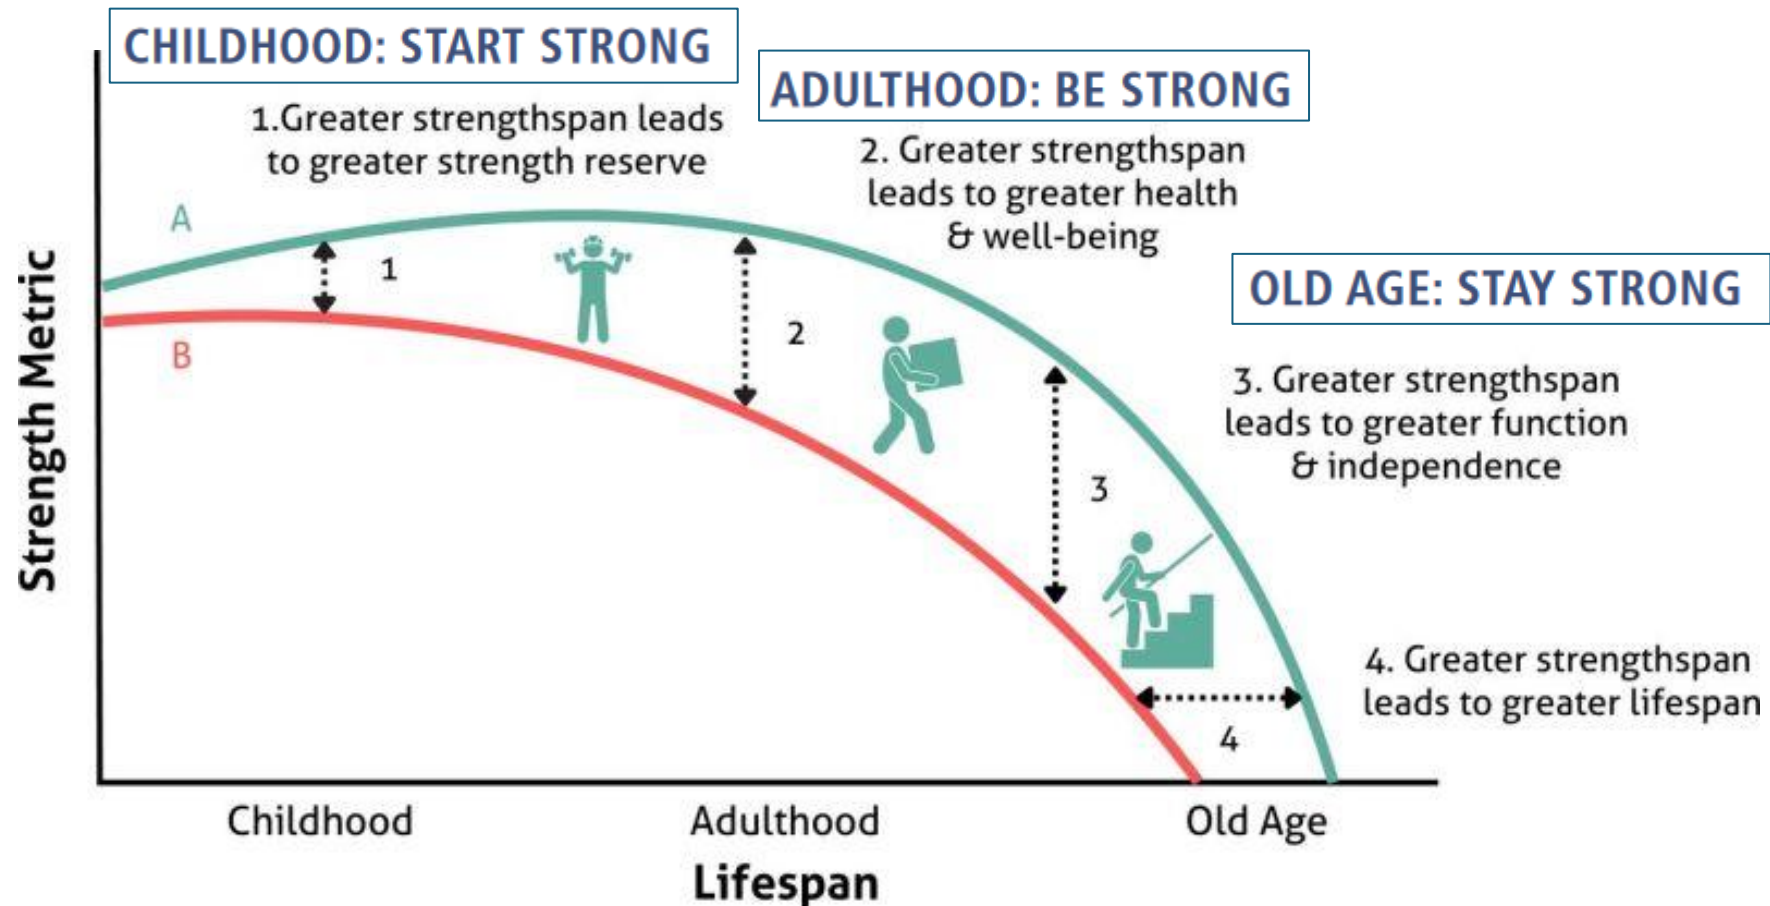 CHILDHOOD: START STRONG
1.Greater strengthspan leads
to greater strength reserve
ADULTHOOD: BE STRONG
2. Greater strengthspan
leads to greater health
& well-being
OLD AGE: STAY STRONG
3. Greater strengthspan
leads to greater function
& independence
4. Greater strengthspan
leads to greater lifespan
A
B
1
2
3
4
Strength Metric
Childhood
Adulthood
Old Age
Lifespan